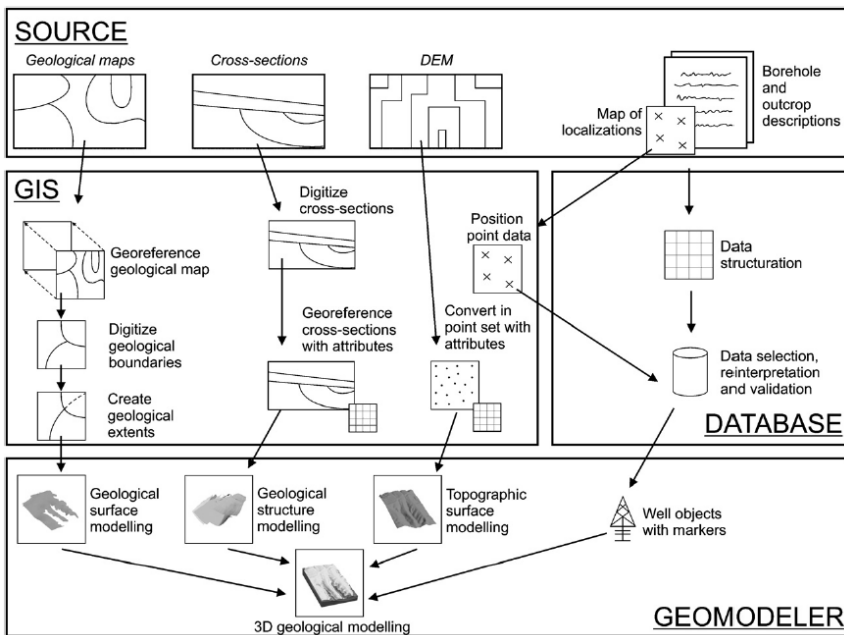 SOURCE
Geological maps
Cross-sections
DEM
Map of
localizations
Borehole
and
outcrop
descriptions
GIS
Georeference
geological map
Digitize
geological
boundaries
Create
geological
extents
Digitize
cross-sections
Georeference
cross-sections
with attributes
Position
point data
Convert in
point set with
attributes
Data
structuration
Data selection,
reinterpretation
and validation
DATABASE
Geological
surface
modelling
Geological
structure
modelling
Topographic
surface
modelling
Well objects
with markers
3D geological modelling
GEOMODELER